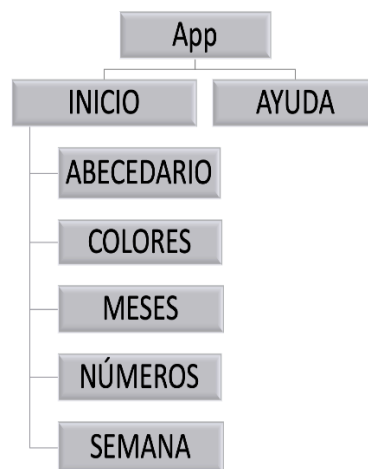 App
INICIO
AYUDA
ABECEDARIO
COLORES
MESES
NÚMEROS
SEMANA